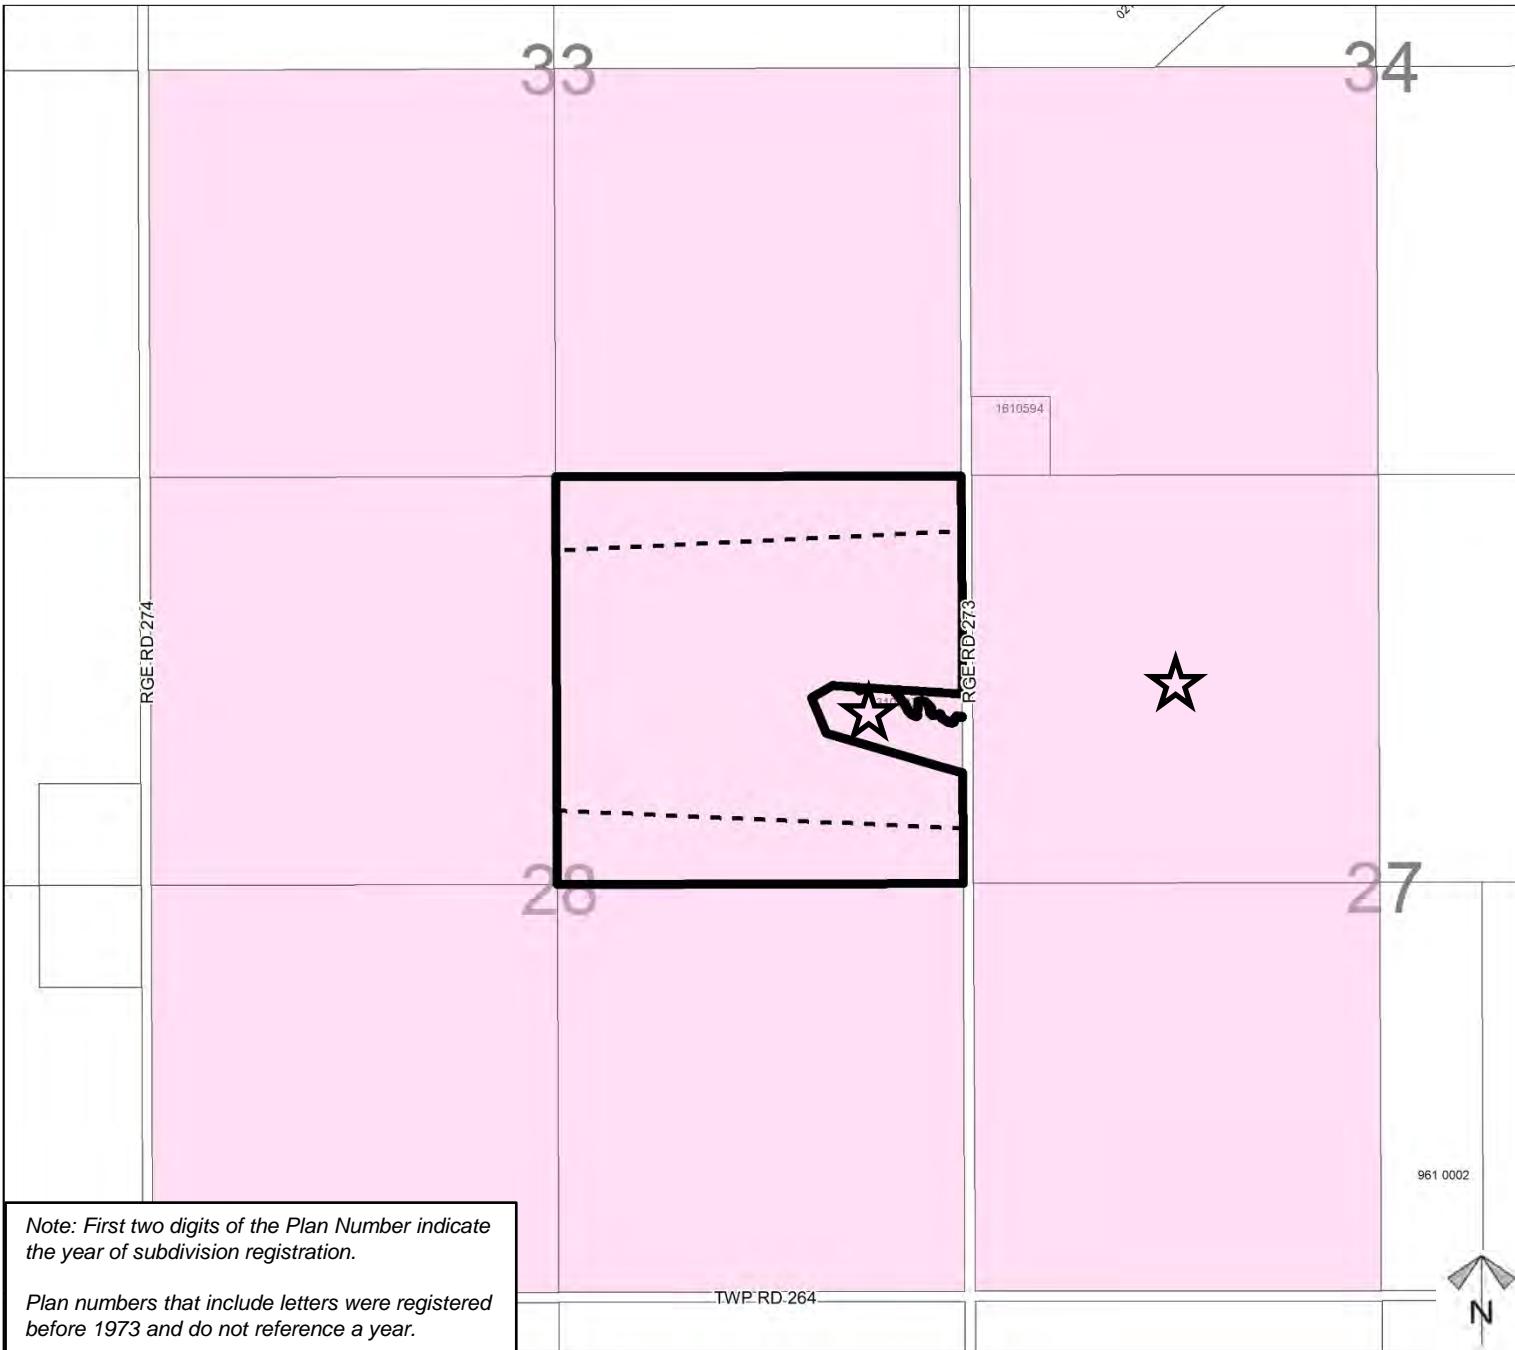 33
34
1610594
RGE RD 274
RGE RD 273
28
27
961 0002
Note: First two digits of the Plan Number indicate
the year of subdivision registration.
Plan numbers that include letters were registered
before 1973 and do not reference a year.
TWP RD 264
N